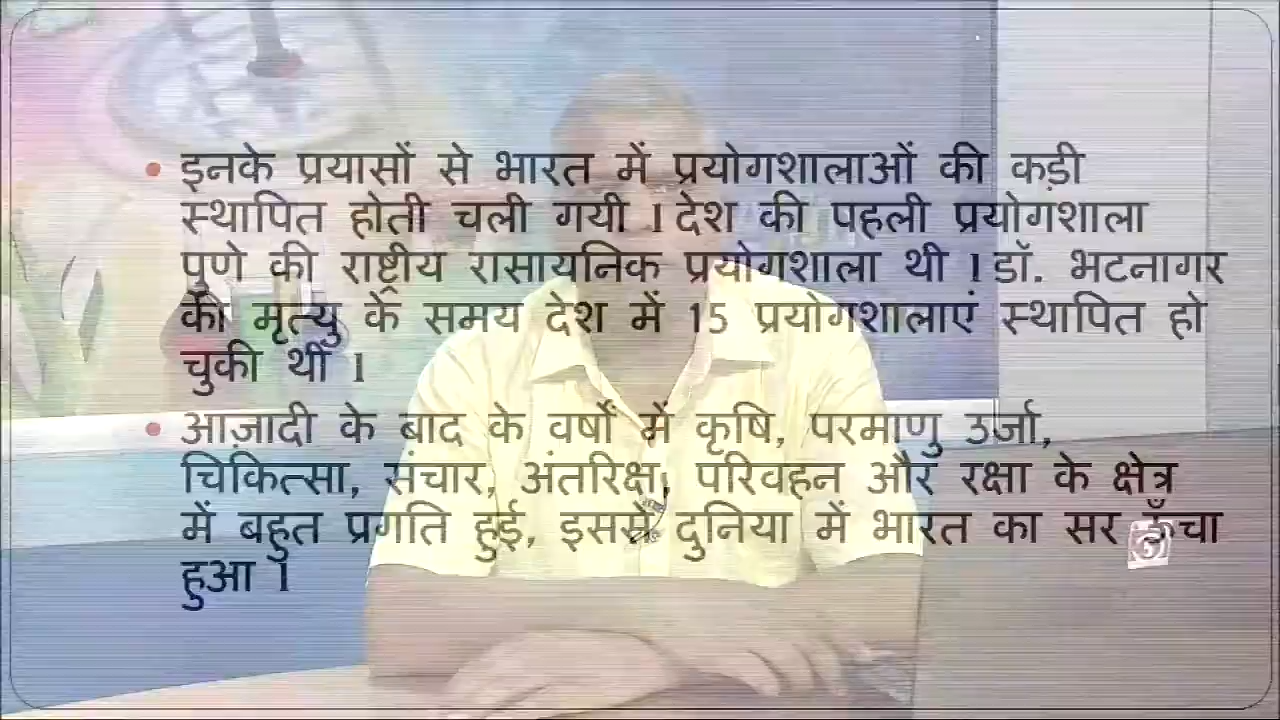 • इनके प्रयासों से भारत में प्रयोगशालाओं की कड़ी
स्थापित होती चली गयी । देश की पहली प्रयोगशाला
पुणे की राष्ट्रीय रासायनिक प्रयोगशाला थी । डॉ. भटनागर
की मृत्यु के समय देश में 15 प्रयोगशालाएं स्थापित हो
चुकी थीं ।
• आज़ादी के बाद के वर्षों में कृषि, परमाणु उर्जा,
चिकित्सा, संचार, अंतरिक्ष, परिवहन और रक्षा के क्षेत्र
में बहुत प्रगति हुई, इससे दुनिया में भारत का सर ऊँचा
हुआ ।